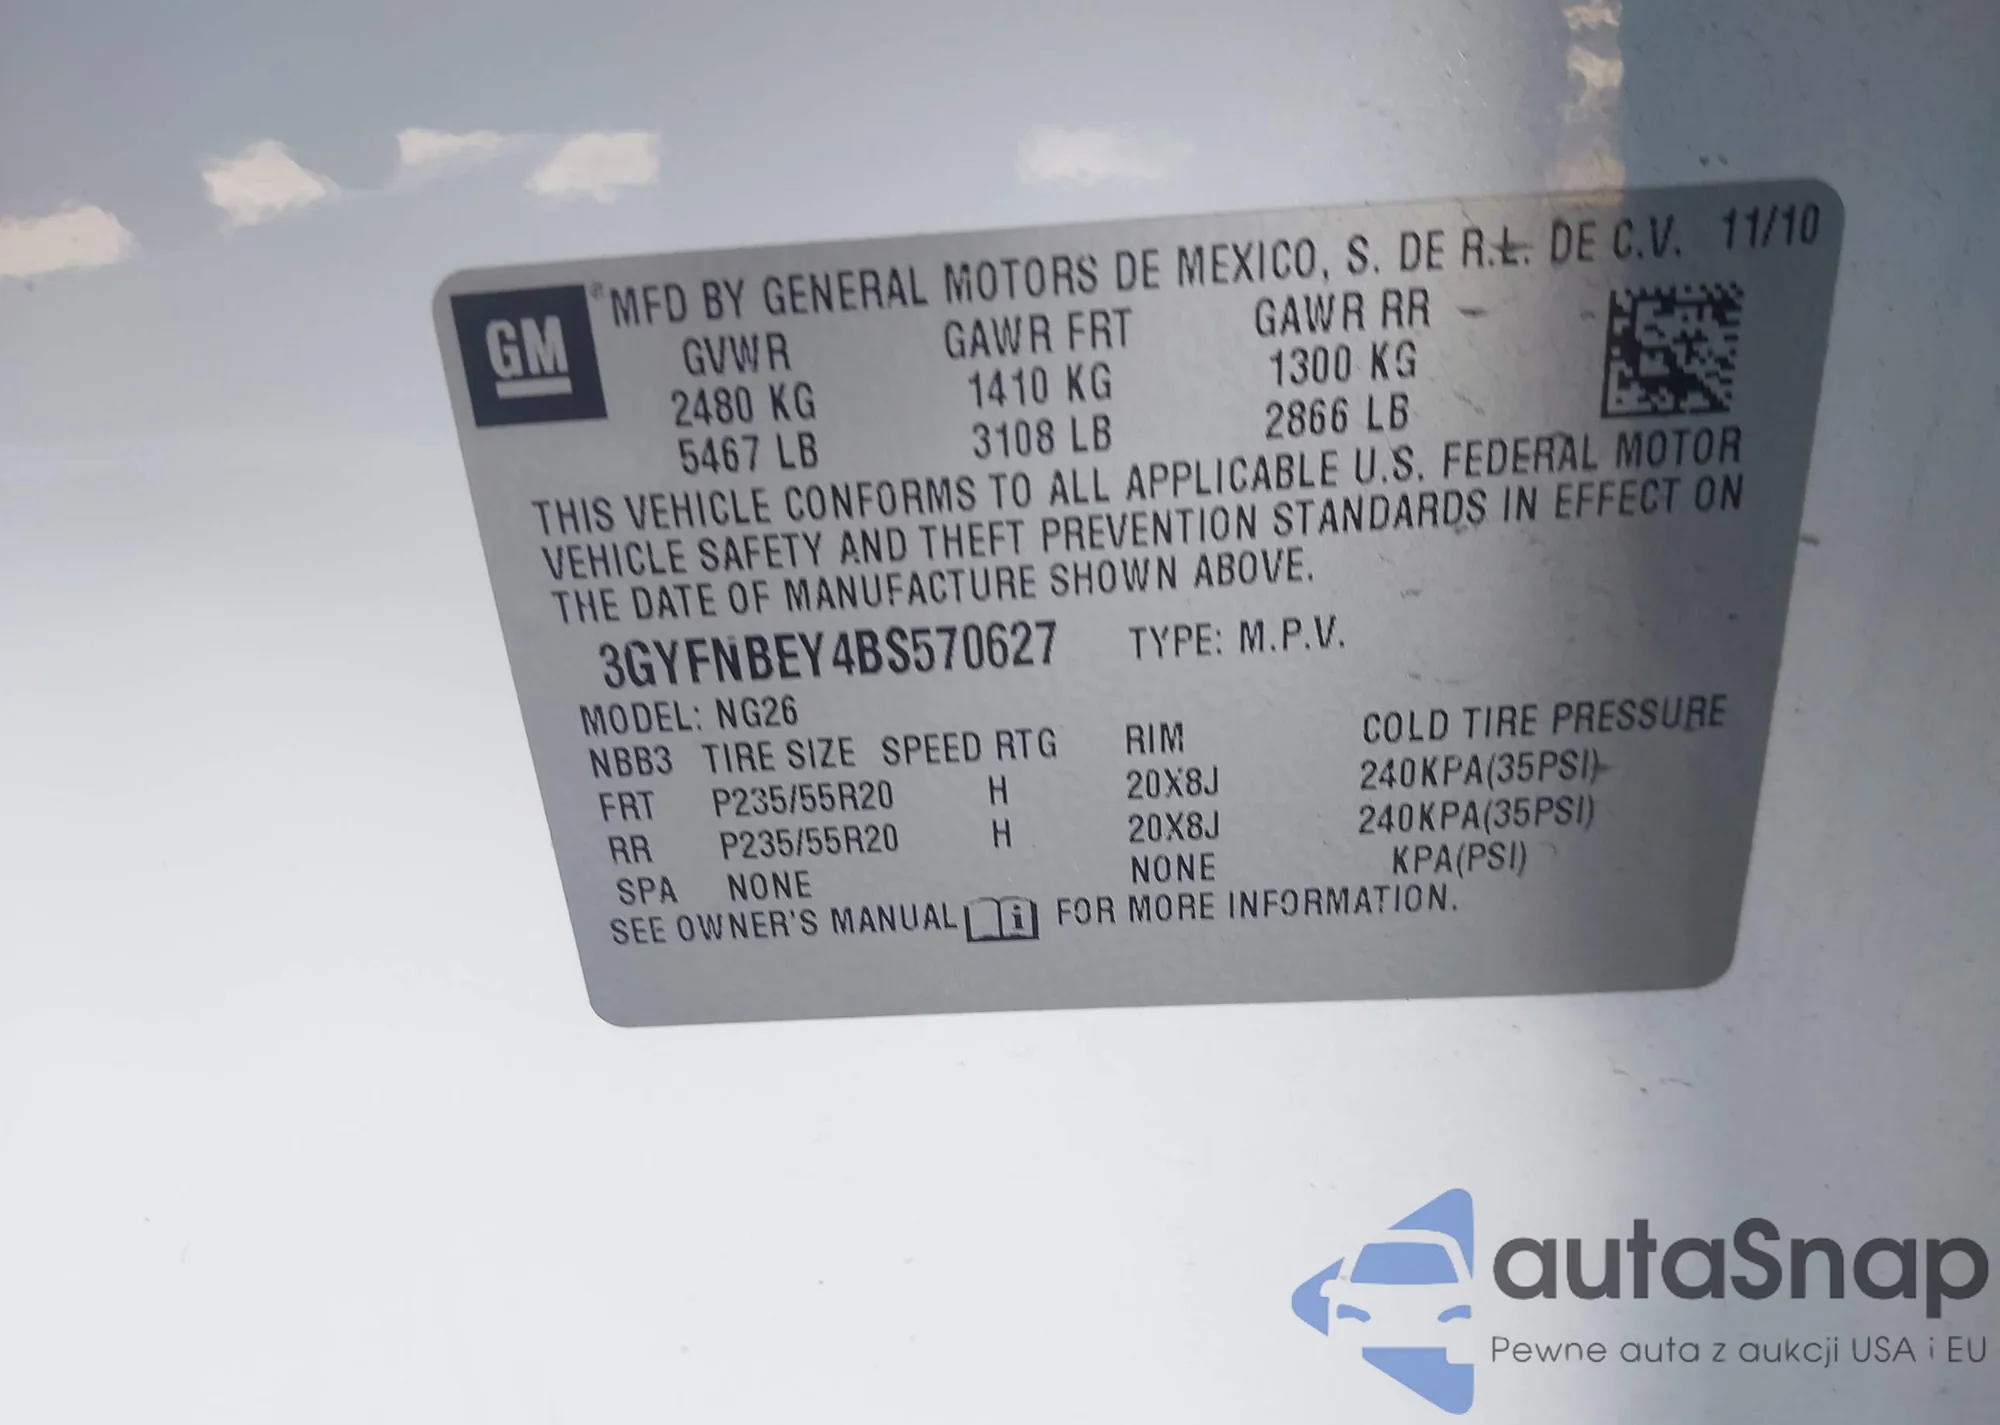 GM
MFD BY GENERAL MOTORS DE MEXICO, S. DE R.L. DE C.V. 11/10
GVWR GAWR FRT GAWR RR
2480 KG 1410 KG 1300 KG
5467 LB 3108 LB 2866 LB
THIS VEHICLE CONFORMS TO ALL APPLICABLE U.S. FEDERAL MOTOR
VEHICLE SAFETY AND THEFT PREVENTION STANDARDS IN EFFECT ON
THE DATE OF MANUFACTURE SHOWN ABOVE.
3GYFNBEY4BS570627 TYPE: M.P.V.
MODEL: NG26
NBB3 TIRE SIZE SPEED RTG RIM COLD TIRE PRESSURE
FRT P235/55R20 H 20X8J 240KPA(35PSI)
RR P235/55R20 H 20X8J 240KPA(35PSI)
SPA NONE NONE KPA(PSI)
SEE OWNER'S MANUAL i FOR MORE INFORMATION.
autaSnap
Pewne auta z aukcji USA i EU